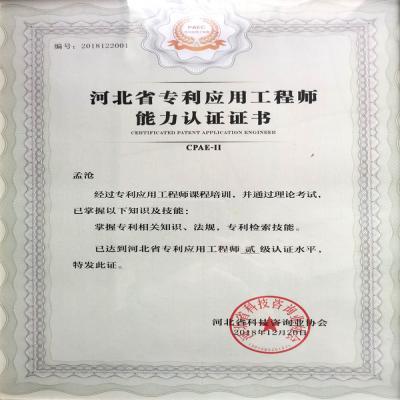 PAEC
编号：2018122001
河北省专利应用工程师
能力认证证书
CERTIFICATED PATENT APPLICATION ENGINEER
CPAE-II
孟沧
经过专利应用工程师课程培训，并通过理论考试，
已掌握以下知识及技能：
掌握专利相关知识、法规，专利检索技能。
已达到河北省专利应用工程师 贰 级认证水平，
特发此证。
河北省科技咨询业协会
2018年12月20日